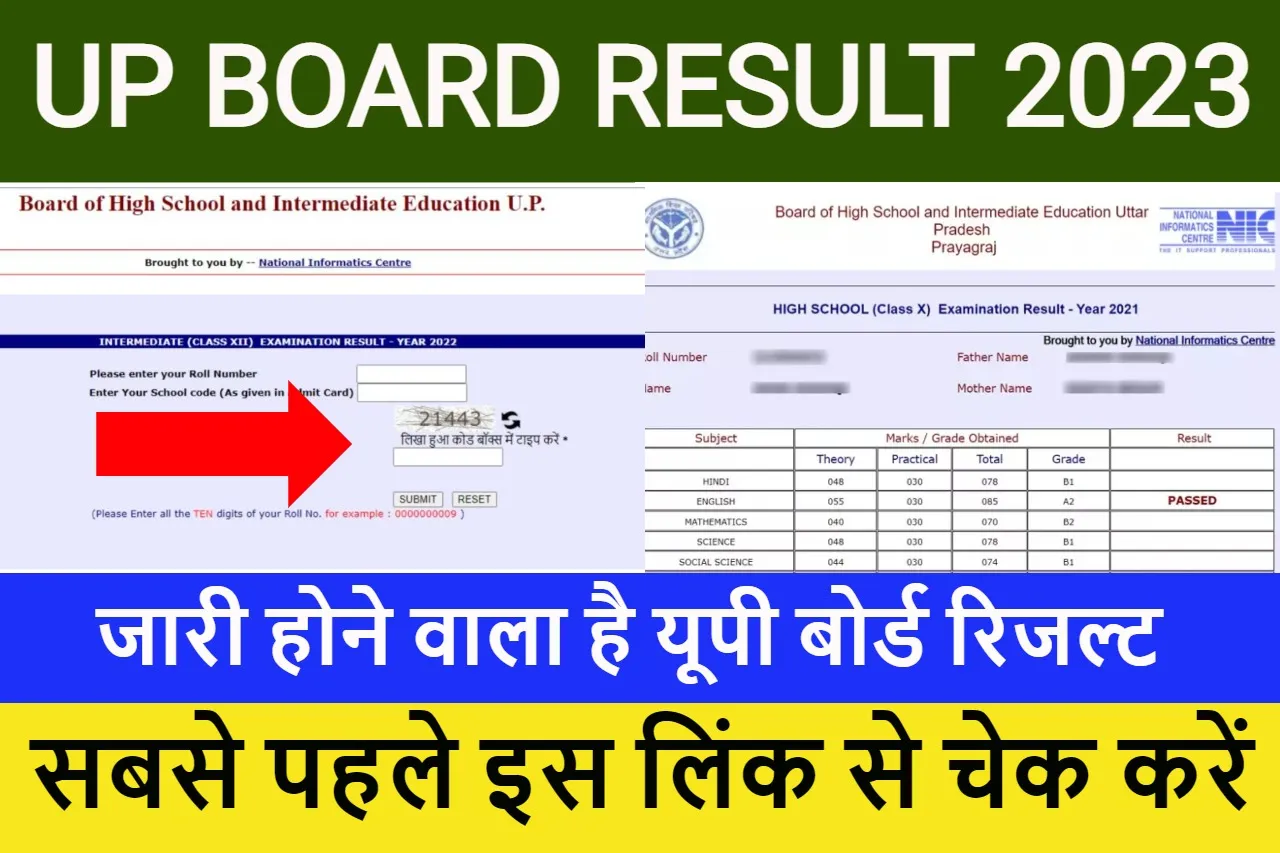 UP BOARD RESULT 2023
Board of High School and Intermediate Education U.P.
Brought to you by -- National Informatics Centre
INTERMEDIATE (CLASS XII) EXAMINATION RESULT - YEAR 2022
Please enter your Roll Number
Enter Your School code (As given in Admit Card)
21443
लिखा हुआ कोड बॉक्स में टाइप करें *
SUBMIT RESET
(Please Enter all the TEN digits of your Roll No. for example : 0000000009 )
Board of High School and Intermediate Education Uttar
Pradesh
Prayagraj
NATIONAL
INFORMATICS
CENTRE
NIC
THE IT SUPPORT PROFESSIONALS
HIGH SCHOOL (Class X) Examination Result - Year 2021
Brought to you by National Informatics Centre
oll Number Father Name
lame Mother Name
Subject Marks / Grade Obtained Result
Theory Practical Total Grade
HINDI 048 030 078 B1
ENGLISH 055 030 085 A2 PASSED
MATHEMATICS 040 030 070 B2
SCIENCE 048 030 078 B1
SOCIAL SCIENCE 044 030 074 B1
जारी होने वाला है यूपी बोर्ड रिजल्ट
सबसे पहले इस लिंक से चेक करें